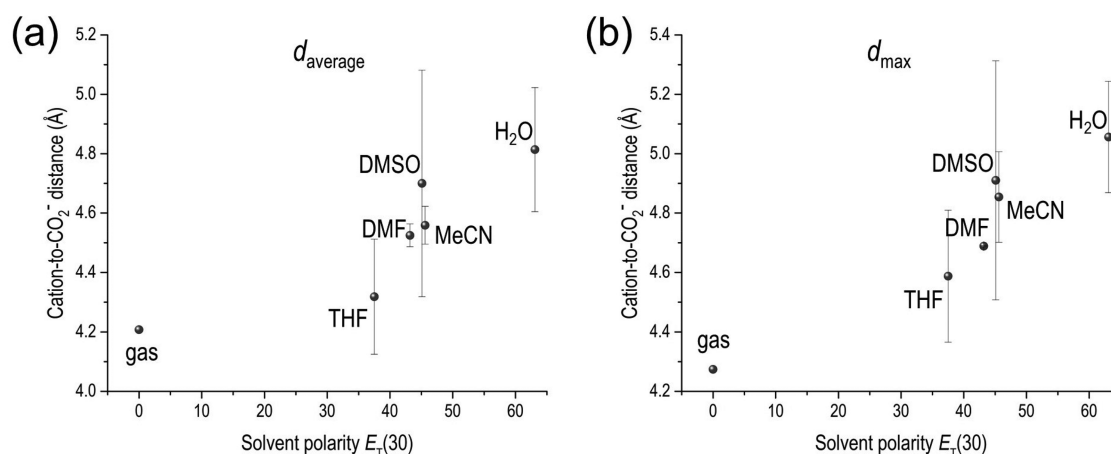 (a)
d average
Cation-to-CO₂⁻ distance (Å)
5.2
5.0
4.8
4.6
4.4
4.2
4.0
H₂O
DMSO
DMF
MeCN
THF
gas
0 10 20 30 40 50 60
Solvent polarity E_T(30)
(b)
d max
Cation-to-CO₂⁻ distance (Å)
5.4
5.2
5.0
4.8
4.6
4.4
4.2
H₂O
DMSO
MeCN
DMF
THF
gas
0 10 20 30 40 50 60
Solvent polarity E_T(30)